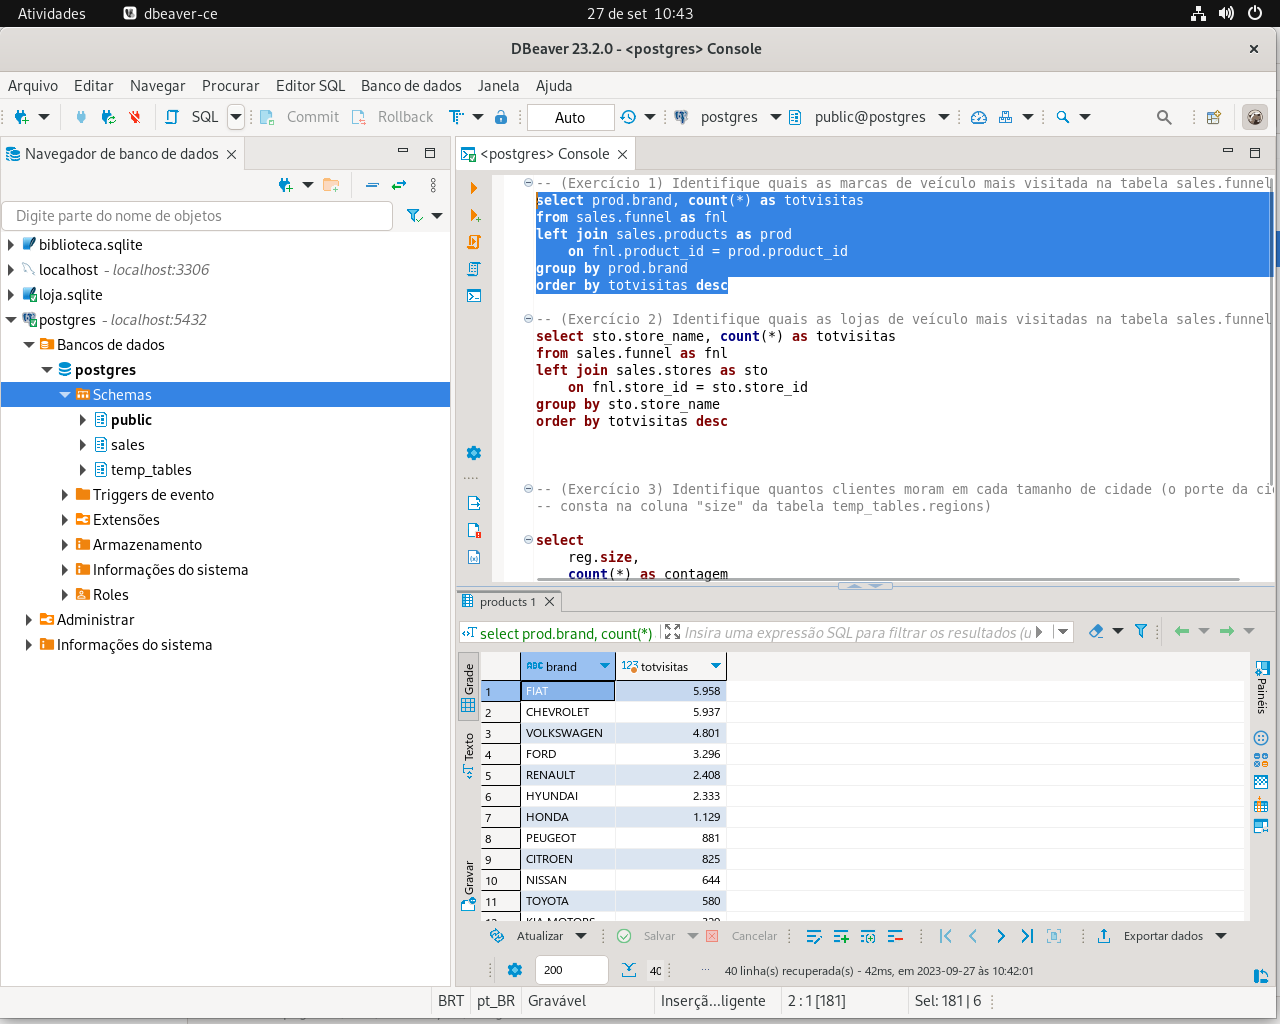 Atividades
dbeaver-ce
27 de set  10:43
DBeaver 23.2.0 - <postgres> Console
Arquivo Editar Navegar Procurar Editor SQL Banco de dados Janela Ajuda
SQL Commit Rollback Auto postgres public@postgres
Navegador de banco de dados
<postgres> Console
Digite parte do nome de objetos
biblioteca.sqlite
localhost - localhost:3306
loja.sqlite
postgres - localhost:5432
Bancos de dados
postgres
Schemas
public
sales
temp_tables
Triggers de evento
Extensões
Armazenamento
Informações do sistema
Roles
Administrar
Informações do sistema
-- (Exercício 1) Identifique quais as marcas de veículo mais visitada na tabela sales.funnel
select prod.brand, count(*) as totvisitas
from sales.funnel as fnl
left join sales.products as prod
on fnl.product_id = prod.product_id
group by prod.brand
order by totvisitas desc
-- (Exercício 2) Identifique quais as lojas de veículo mais visitadas na tabela sales.funnel
select sto.store_name, count(*) as totvisitas
from sales.funnel as fnl
left join sales.stores as sto
on fnl.store_id = sto.store_id
group by sto.store_name
order by totvisitas desc
-- (Exercício 3) Identifique quantos clientes moram em cada tamanho de cidade (o porte da ci
-- consta na coluna "size" da tabela temp_tables.regions)
select
reg.size,
count(*) as contagem
products 1
select prod.brand, count(*)
Insira uma expressão SQL para filtrar os resultados (u
Grade
Texto
Gravar
brand totvisitas
1 FIAT 5.958
2 CHEVROLET 5.937
3 VOLKSWAGEN 4.801
4 FORD 3.296
5 RENAULT 2.408
6 HYUNDAI 2.333
7 HONDA 1.129
8 PEUGEOT 881
9 CITROEN 825
10 NISSAN 644
11 TOYOTA 580
12 KIA MOTORS 320
Painéis
Atualizar Salvar Cancelar Exportar dados
200 40 ··· 40 linha(s) recuperada(s) - 42ms, em 2023-09-27 às 10:42:01
BRT pt_BR Gravável Inserçã...ligente 2 : 1 [181] Sel: 181 | 6